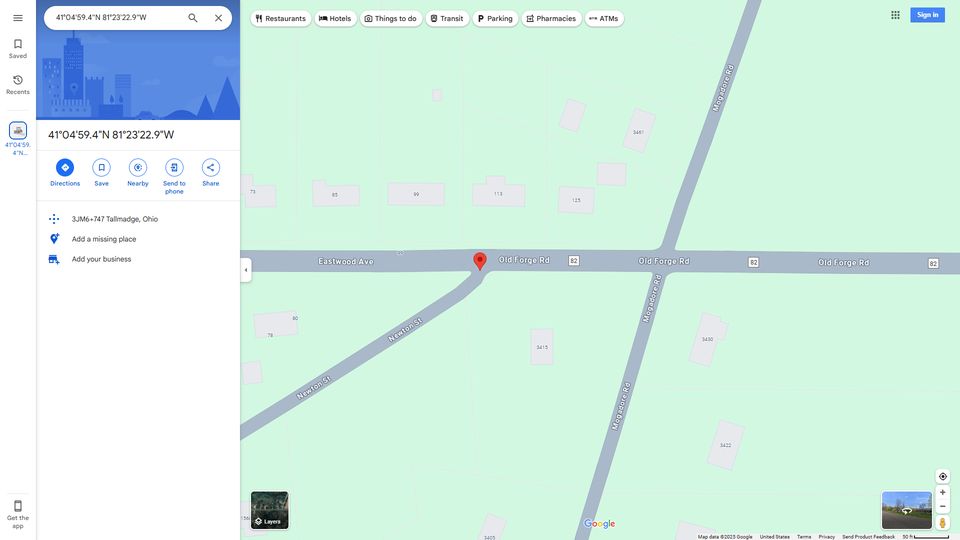 41°04'59.4"N 81°23'22.9"W
Restaurants
Hotels
Things to do
Transit
Parking
Pharmacies
ATMs
Sign in
Saved
Recents
41°04'59.
4"N...
Get the
app
41°04'59.4"N 81°23'22.9"W
Directions
Save
Nearby
Send to
phone
Share
3JM6+747 Tallmadge, Ohio
Add a missing place
Add your business
Mogadore Rd
3461
73
85
99
113
125
Eastwood Ave
Old Forge Rd
82
Old Forge Rd
82
Old Forge Rd
82
Mogadore Rd
80
78
Newton St
3415
3430
Newton St
Mogadore Rd
3422
3405
Layers
Google
Map data ©2025 Google
United States
Terms
Privacy
Send Product Feedback
50 ft